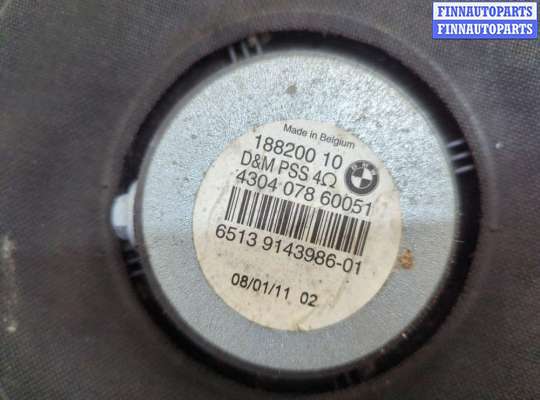 FINNAUTOPARTS
FINNAUTOPARTS
Made in Belgium
188200 10
D&M PSS 4Ω
4304 078 60051
6513 9143986-01
08/01/11 02